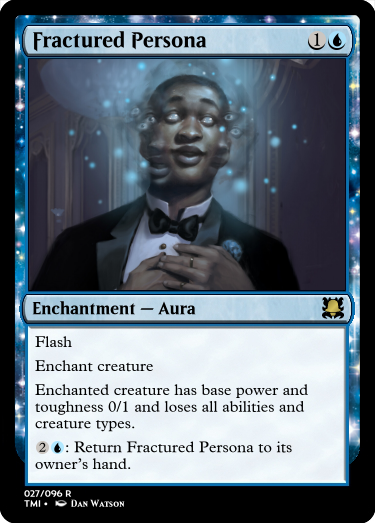 Fractured Persona 1
Enchantment — Aura
Flash
Enchant creature
Enchanted creature has base power and
toughness 0/1 and loses all abilities and
creature types.
2 : Return Fractured Persona to its
owner's hand.
027/096 R
TMI • Dan Watson